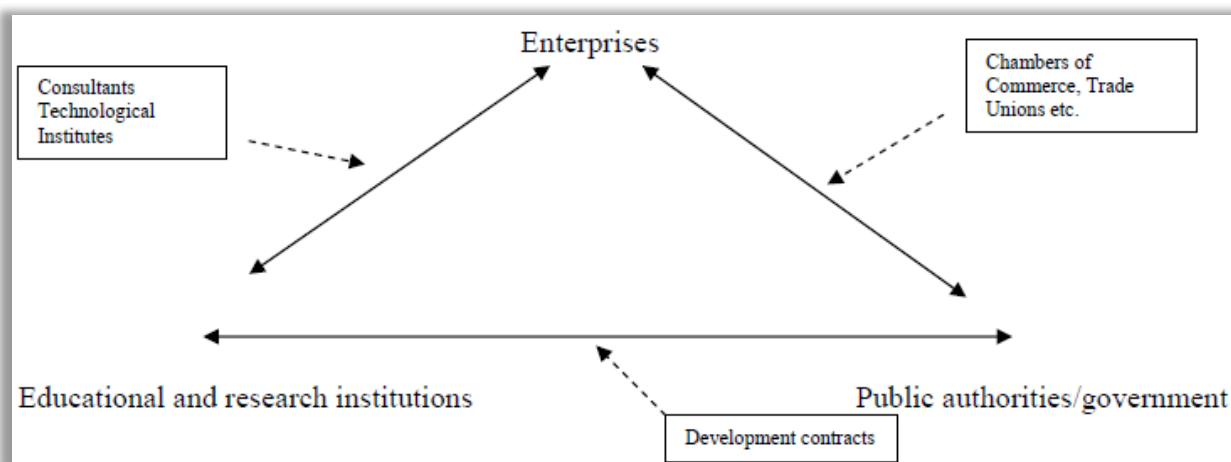 Enterprises
Consultants
Technological
Institutes
Chambers of
Commerce, Trade
Unions etc.
Educational and research institutions
Public authorities/government
Development contracts